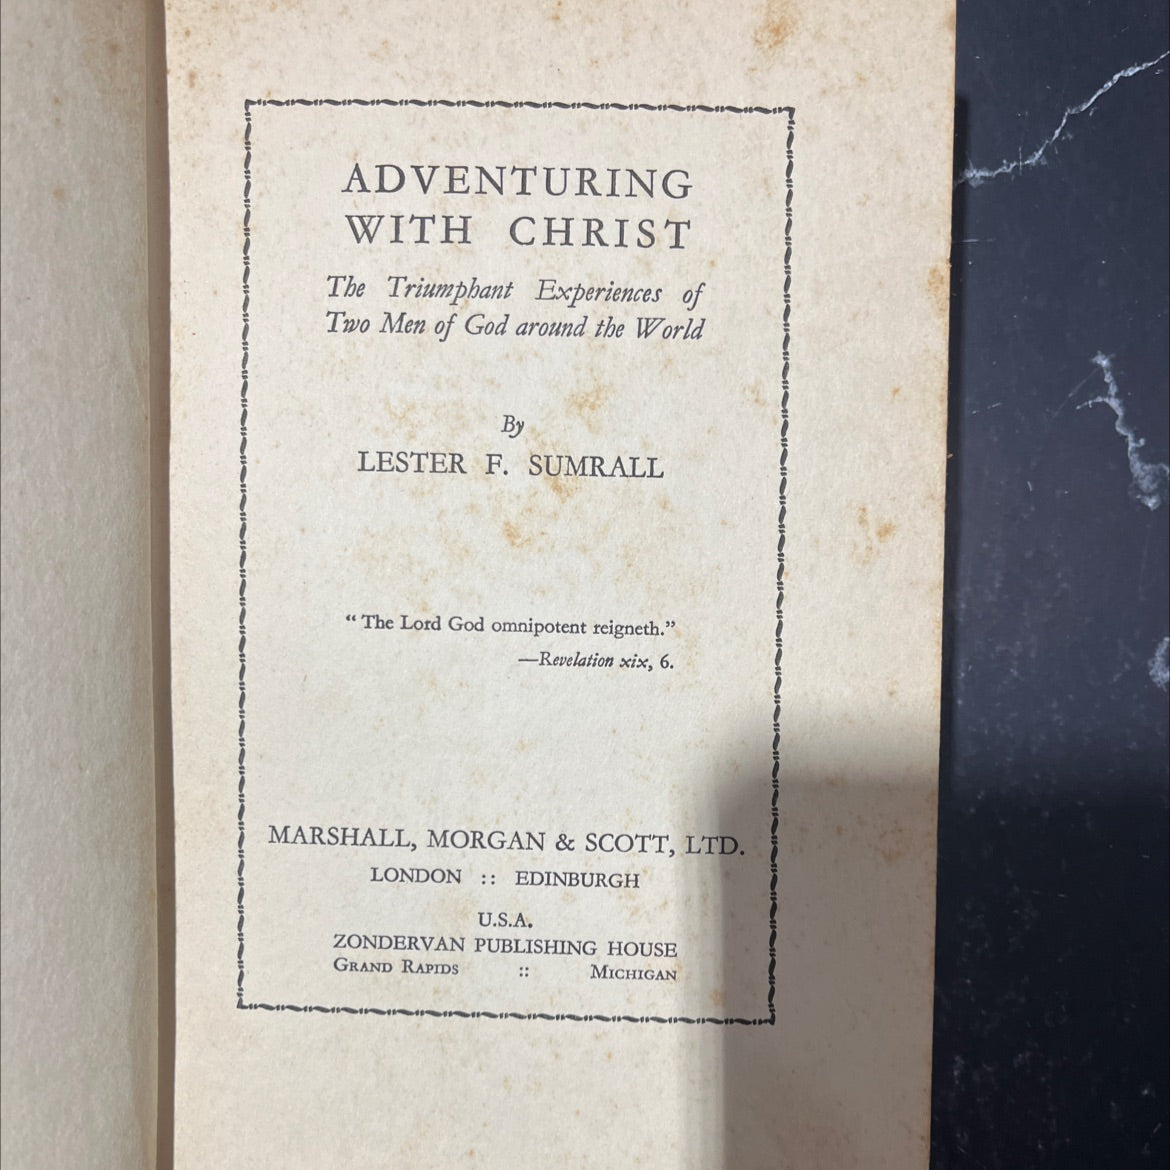 ADVENTURING
WITH CHRIST
The Triumphant Experiences of
Two Men of God around the World
By
LESTER F. SUMRALL
“ The Lord God omnipotent reigneth.”
—Revelation xix, 6.
MARSHALL, MORGAN & SCOTT, LTD.
LONDON :: EDINBURGH
U.S.A.
ZONDERVAN PUBLISHING HOUSE
GRAND RAPIDS :: MICHIGAN